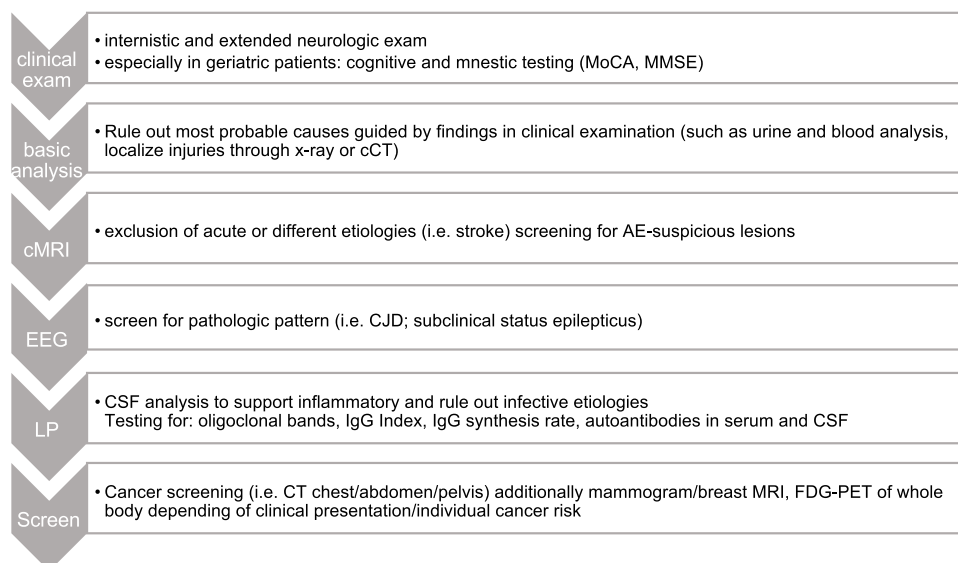 clinical
exam
• internistic and extended neurologic exam
• especially in geriatric patients: cognitive and mnestic testing (MoCA, MMSE)
basic
analysis
• Rule out most probable causes guided by findings in clinical examination (such as urine and blood analysis,
localize injuries through x-ray or cCT)
cMRI
• exclusion of acute or different etiologies (i.e. stroke) screening for AE-suspicious lesions
EEG
• screen for pathologic pattern (i.e. CJD; subclinical status epilepticus)
LP
• CSF analysis to support inflammatory and rule out infective etiologies
Testing for: oligoclonal bands, IgG Index, IgG synthesis rate, autoantibodies in serum and CSF
Screen
• Cancer screening (i.e. CT chest/abdomen/pelvis) additionally mammogram/breast MRI, FDG-PET of whole
body depending of clinical presentation/individual cancer risk